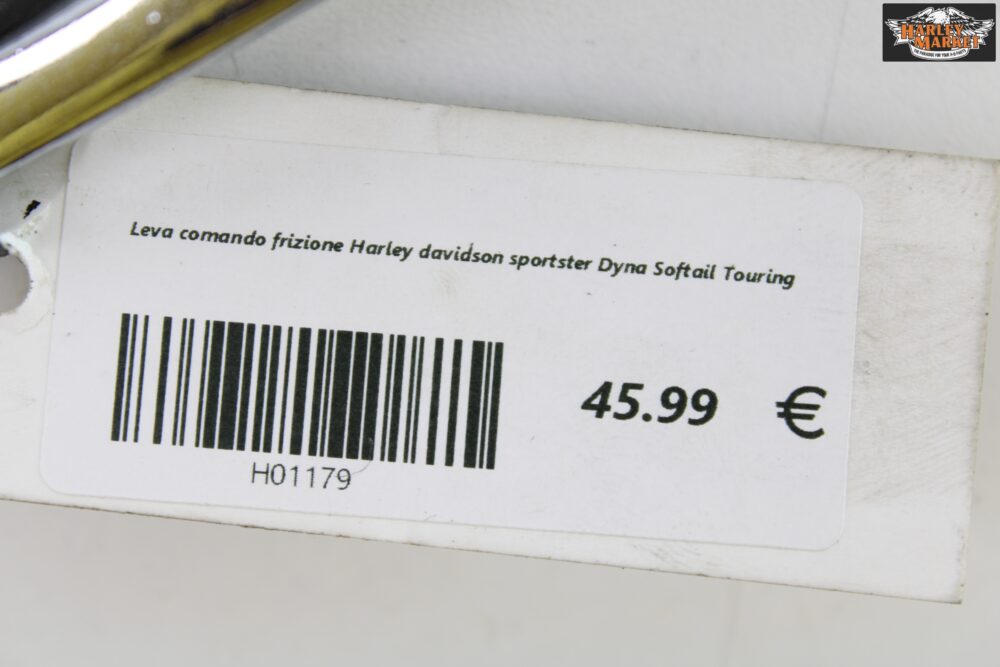 HARLEY
MARKET
Leva comando frizione Harley davidson sportster Dyna Softail Touring
45.99 €
H01179